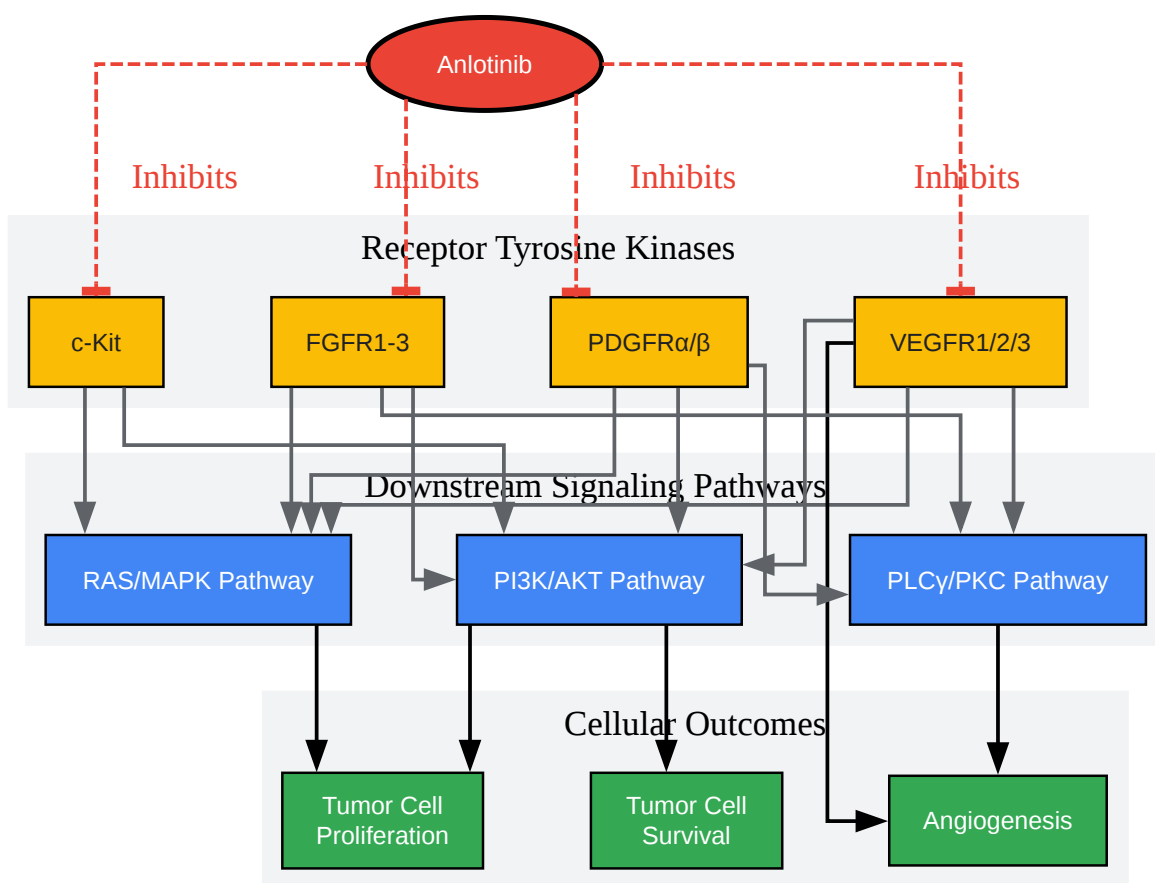 Anlotinib
Inhibits
Inhibits
Inhibits
Inhibits
Receptor Tyrosine Kinases
c-Kit
FGFR1-3
PDGFRα/β
VEGFR1/2/3
Downstream Signaling Pathways
RAS/MAPK Pathway
PI3K/AKT Pathway
PLCγ/PKC Pathway
Cellular Outcomes
Tumor Cell
Proliferation
Tumor Cell
Survival
Angiogenesis